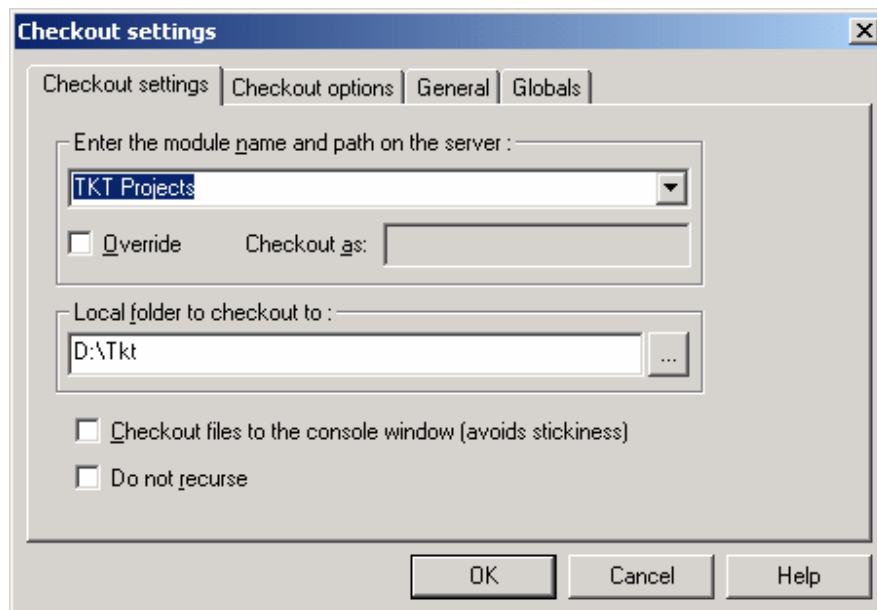 Checkout settings
Checkout settings Checkout options General Globals
Enter the module name and path on the server :
TKT Projects
Override Checkout as:
Local folder to checkout to :
D:\Tkt
...
Checkout files to the console window (avoids stickiness)
Do not recurse
OK Cancel Help